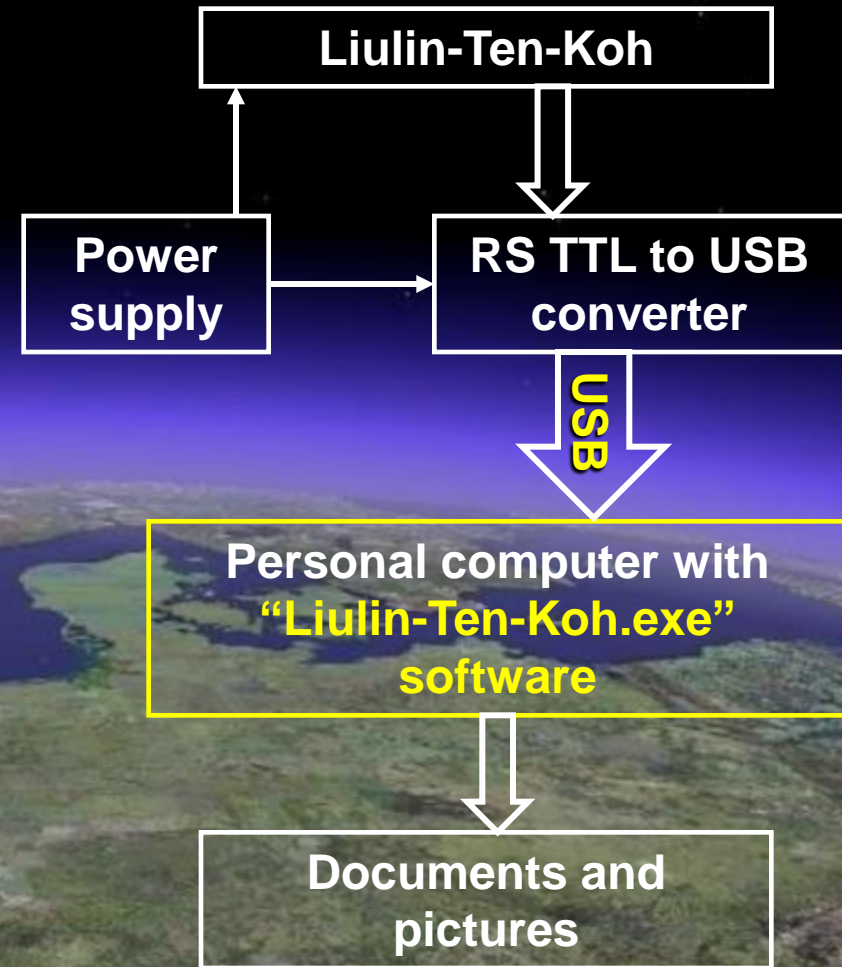 Liulin-Ten-Koh
Power
supply
RS TTL to USB
converter
USB
Personal computer with
“Liulin-Ten-Koh.exe”
software
Documents and
pictures